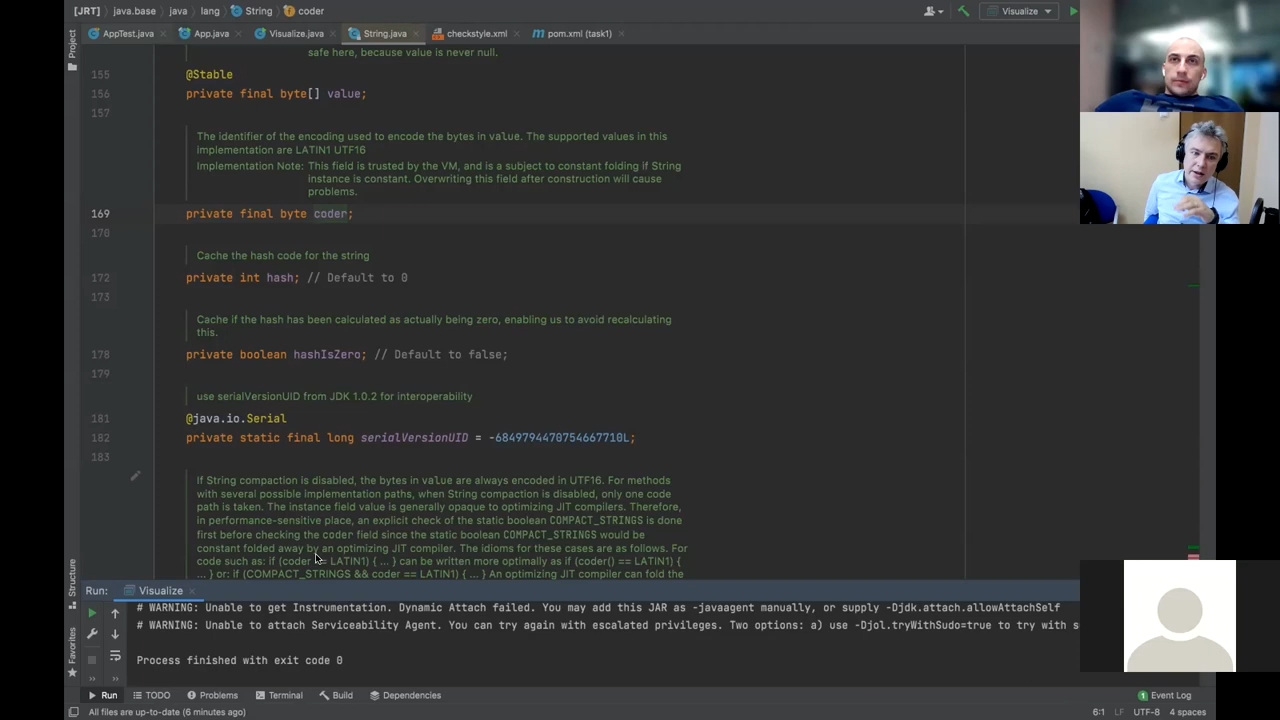 [JRT] java.base java lang String coder
Visualize
AppTest.java App.java Visualize.java String.java checkstyle.xml pom.xml (task1)
Project
safe here, because value is never null.
155 @Stable
156 private final byte[] value;
157
The identifier of the encoding used to encode the bytes in value. The supported values in this
implementation are LATIN1 UTF16
Implementation Note: This field is trusted by the VM, and is a subject to constant folding if String
instance is constant. Overwriting this field after construction will cause
problems.
169 private final byte coder;
170
Cache the hash code for the string
172 private int hash; // Default to 0
173
Cache if the hash has been calculated as actually being zero, enabling us to avoid recalculating
this.
178 private boolean hashIsZero; // Default to false;
179
use serialVersionUID from JDK 1.0.2 for interoperability
181 @java.io.Serial
182 private static final long serialVersionUID = -6849794470754667710L;
183
If String compaction is disabled, the bytes in value are always encoded in UTF16. For methods
with several possible implementation paths, when String compaction is disabled, only one code
path is taken. The instance field value is generally opaque to optimizing JIT compilers. Therefore,
in performance-sensitive place, an explicit check of the static boolean COMPACT_STRINGS is done
first before checking the coder field since the static boolean COMPACT_STRINGS would be
constant folded away by an optimizing JIT compiler. The idioms for these cases are as follows. For
code such as: if (coder == LATIN1) { ... } can be written more optimally as if (coder() == LATIN1) {
... } or: if (COMPACT_STRINGS && coder == LATIN1) { ... } An optimizing JIT compiler can fold the
Structure
Favorites
Run: Visualize
# WARNING: Unable to get Instrumentation. Dynamic Attach failed. You may add this JAR as -javaagent manually, or supply -Djdk.attach.allowAttachSelf
# WARNING: Unable to attach Serviceability Agent. You can try again with escalated privileges. Two options: a) use -Djol.tryWithSudo=true to try with su
Process finished with exit code 0
Run TODO Problems Terminal Build Dependencies 1 Event Log
All files are up-to-date (6 minutes ago) 6:1 LF UTF-8 4 spaces